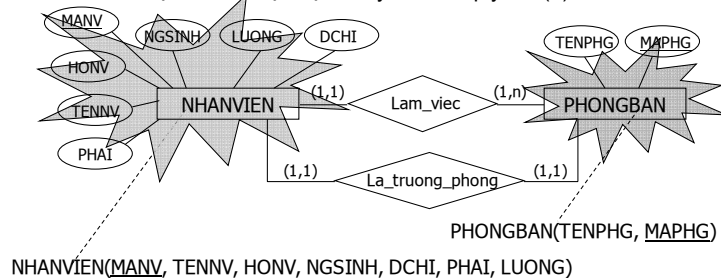 MANV
NGSINH LUONG DCHI
TENPHG MAPHG
HONV
(1,1) (1,n)
NHANVIEN Lam_viec PHONGBAN
TENNV
PHAI
(1,1) La_truong_phong (1,1)
PHONGBAN(TENPHG, MAPHG)
NHANVIEN(MANV, TENNV, HONV, NGSINH, DCHI, PHAI, LUONG)